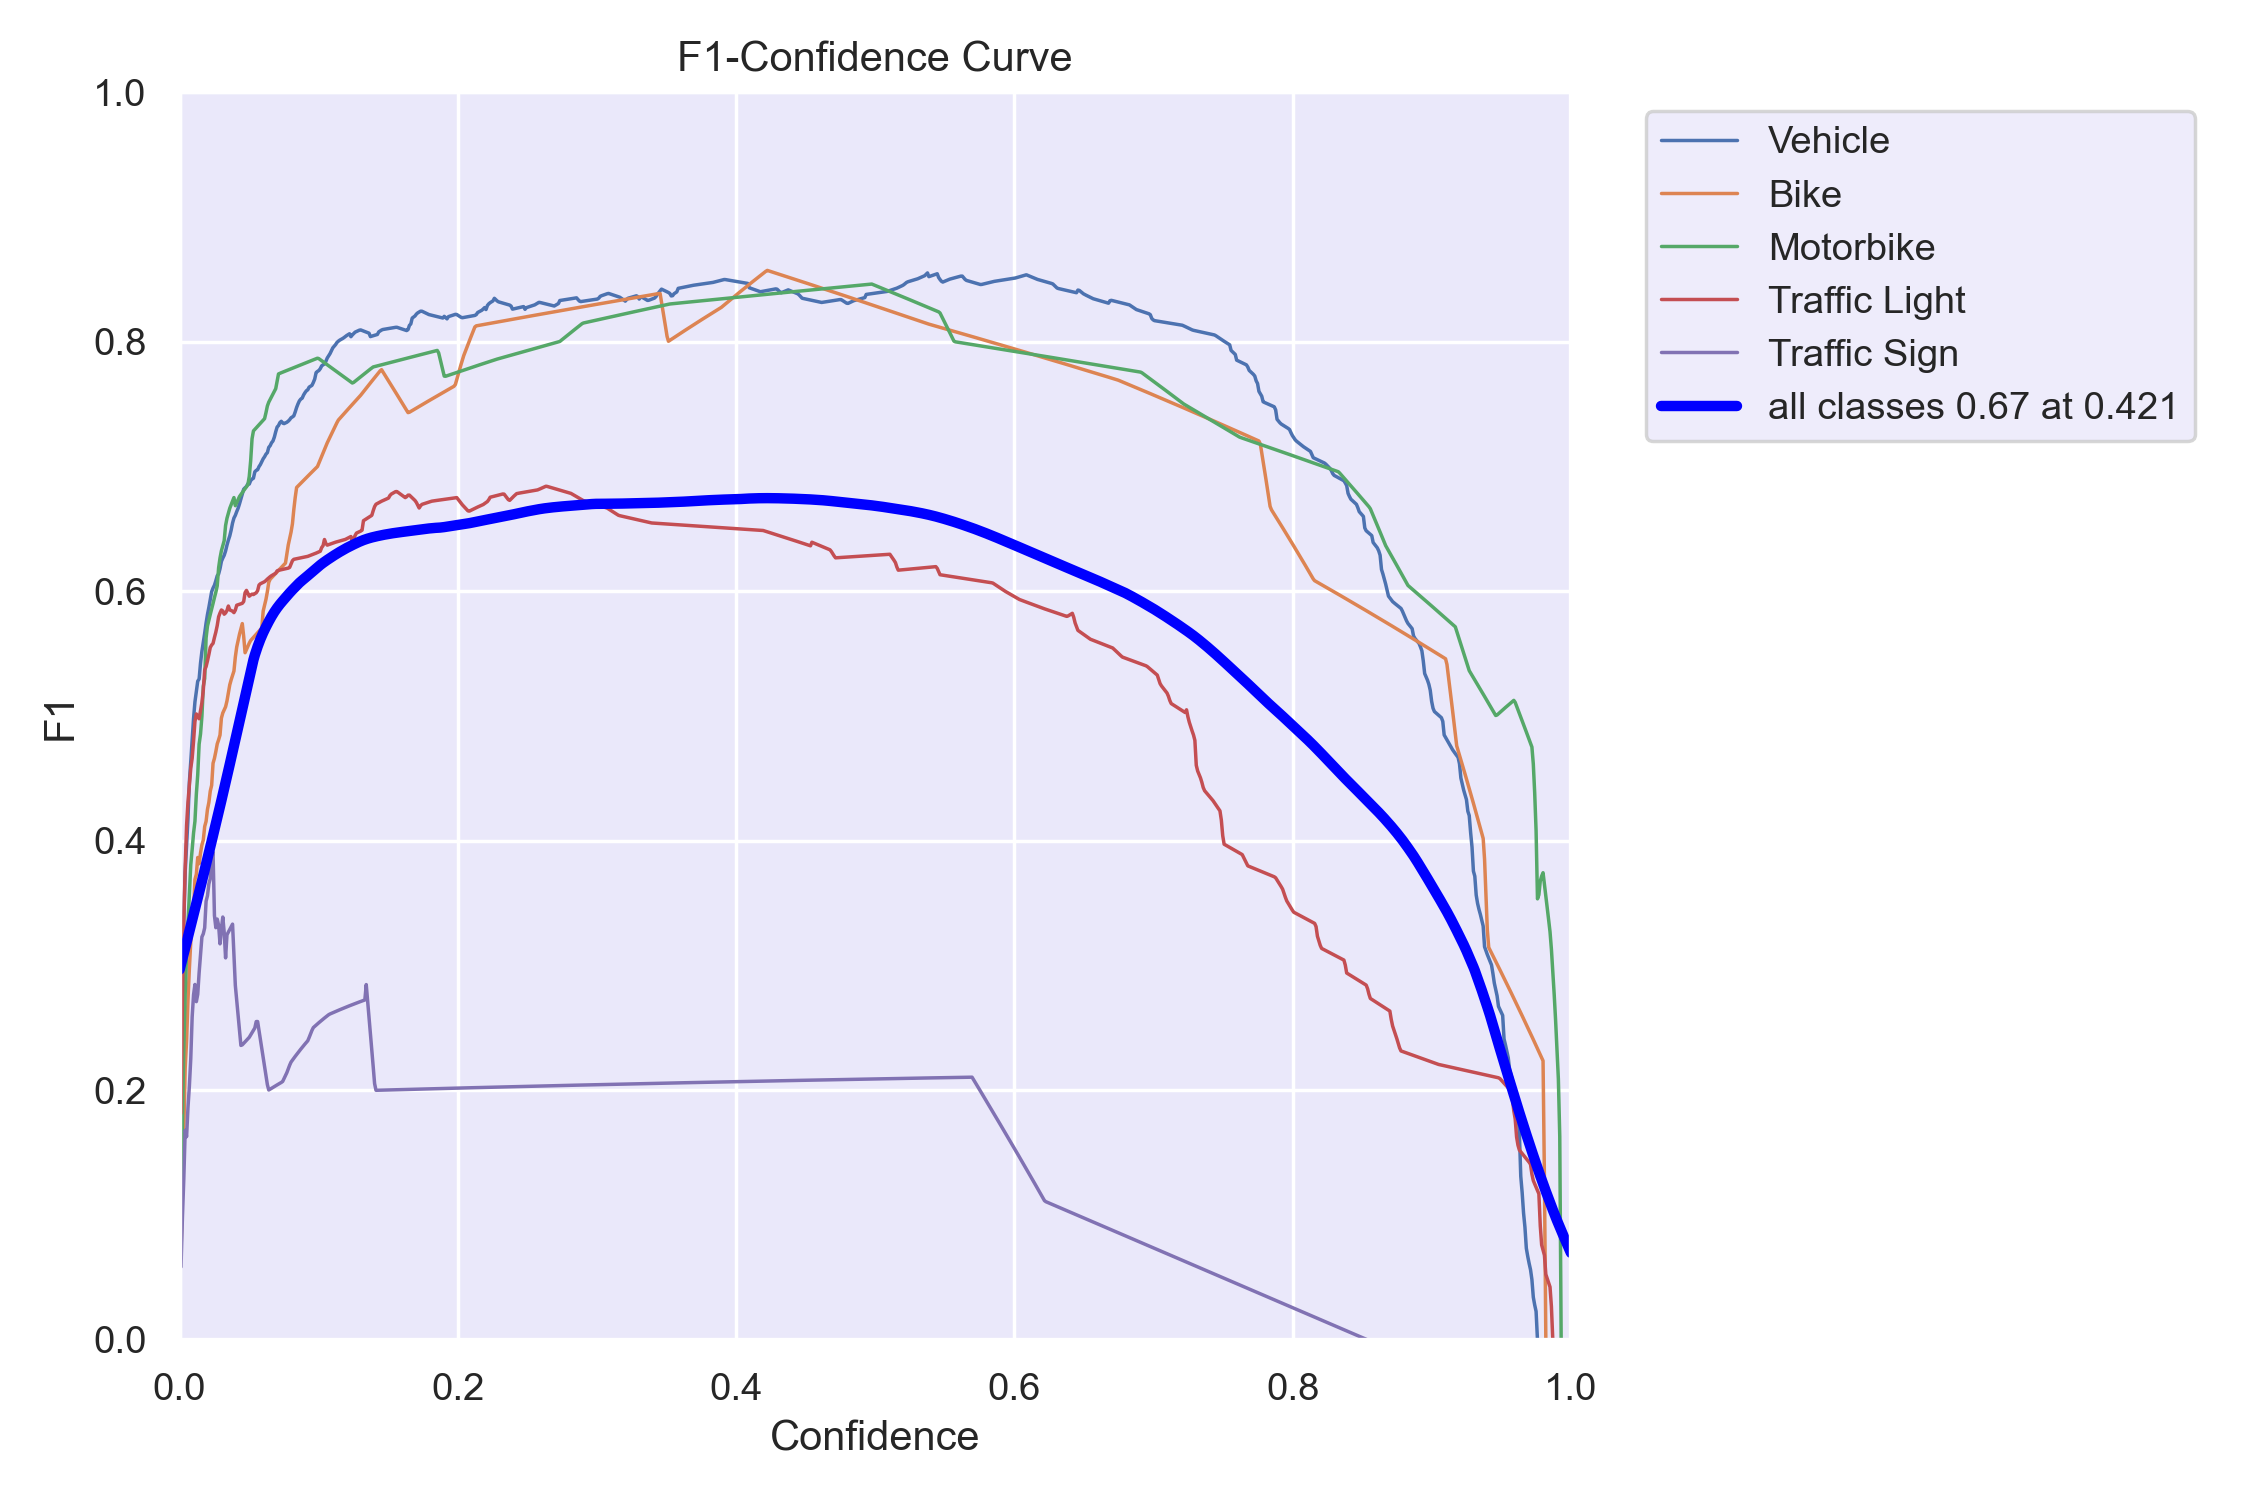 F1-Confidence Curve
1.0
0.8
0.6
0.4
0.2
0.0
F1
0.0 0.2 0.4 0.6 0.8 1.0
Confidence
Vehicle
Bike
Motorbike
Traffic Light
Traffic Sign
all classes 0.67 at 0.421